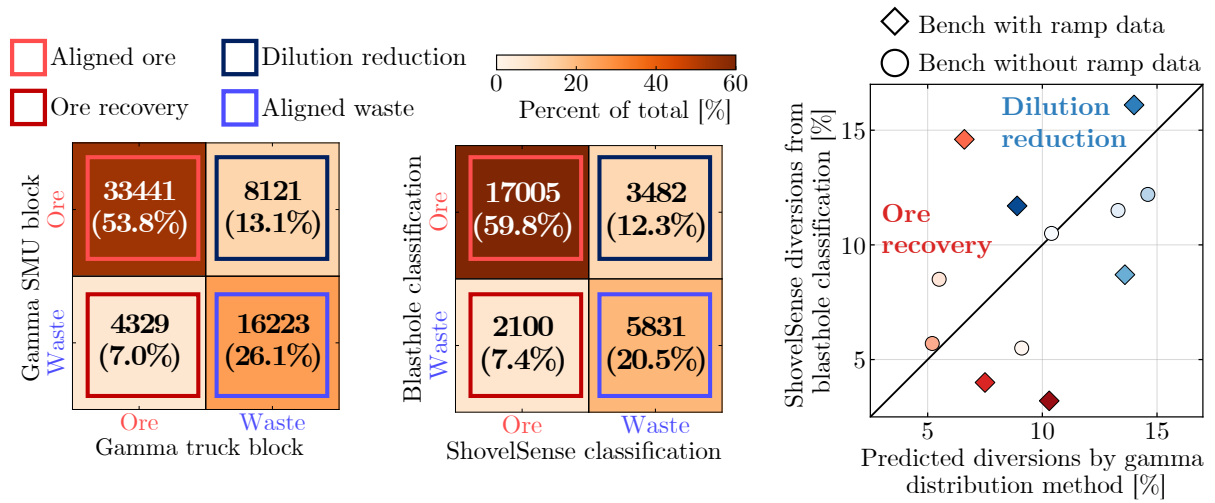 Aligned ore
Dilution reduction
Ore recovery
Aligned waste
0 20 40 60
Percent of total [%]
Gamma SMU block
Ore
Waste
33441
(53.8%)
8121
(13.1%)
4329
(7.0%)
16223
(26.1%)
Ore
Waste
Gamma truck block
Blasthole classification
Ore
Waste
17005
(59.8%)
3482
(12.3%)
2100
(7.4%)
5831
(20.5%)
Ore
Waste
ShovelSense classification
Bench with ramp data
Bench without ramp data
ShovelSense diversions from
blasthole classification [%]
15
10
5
Dilution
reduction
Ore
recovery
5 10 15
Predicted diversions by gamma
distribution method [%]